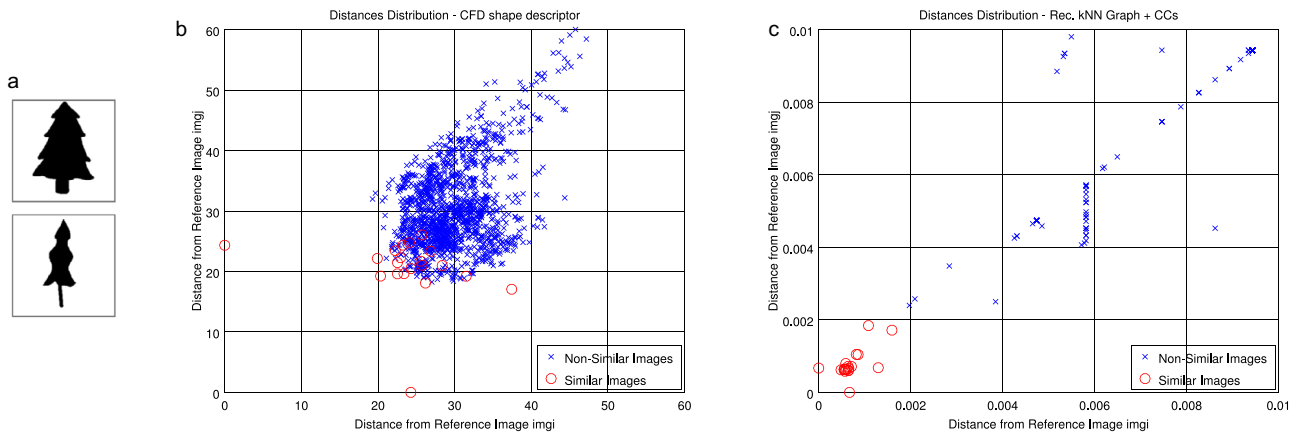 a
b
Distances Distribution - CFD shape descriptor
Distance from Reference Image imgj
60
50
40
30
20
10
0
0 10 20 30 40 50 60
Distance from Reference Image imgi
Non-Similar Images
Similar Images
c
Distances Distribution - Rec. kNN Graph + CCs
Distance from Reference Image imgj
0.01
0.008
0.006
0.004
0.002
0
0 0.002 0.004 0.006 0.008 0.01
Distance from Reference Image imgi
Non-Similar Images
Similar Images